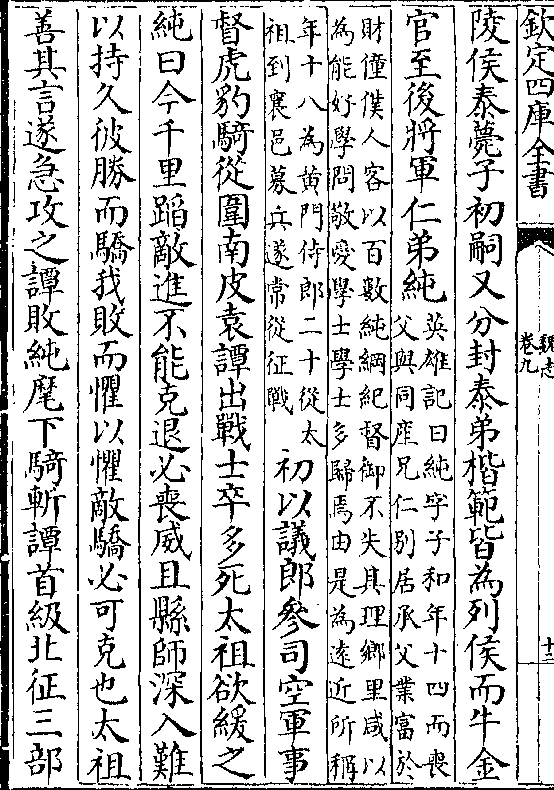 欽定四庫全書
魏志
卷九
十三
陵侯泰薨子初嗣又分封泰弟楷範皆為列侯而牛金
官至後將軍仁弟純
英雄記曰純字子和年十四而喪
父與同産兄仁别居承父業富於
財僮僕人客以百數純綱紀督御不失其理鄉里咸以
為能好學問敬愛學士學士多歸焉由是為逺近所稱
年十八為黄門侍郎二十從太
祖到襄邑募兵遂常從征戰
初以議郎參司空軍事
督虎豹騎從圍南皮袁譚出戰士卒多死太祖欲緩之
純曰今千里蹈敵進不能克退必喪威且縣師深入難
以持久彼勝而驕我敗而懼以懼敵驕必可克也太祖
善其言遂急攻之譚敗純麾下騎斬譚首級北征三部